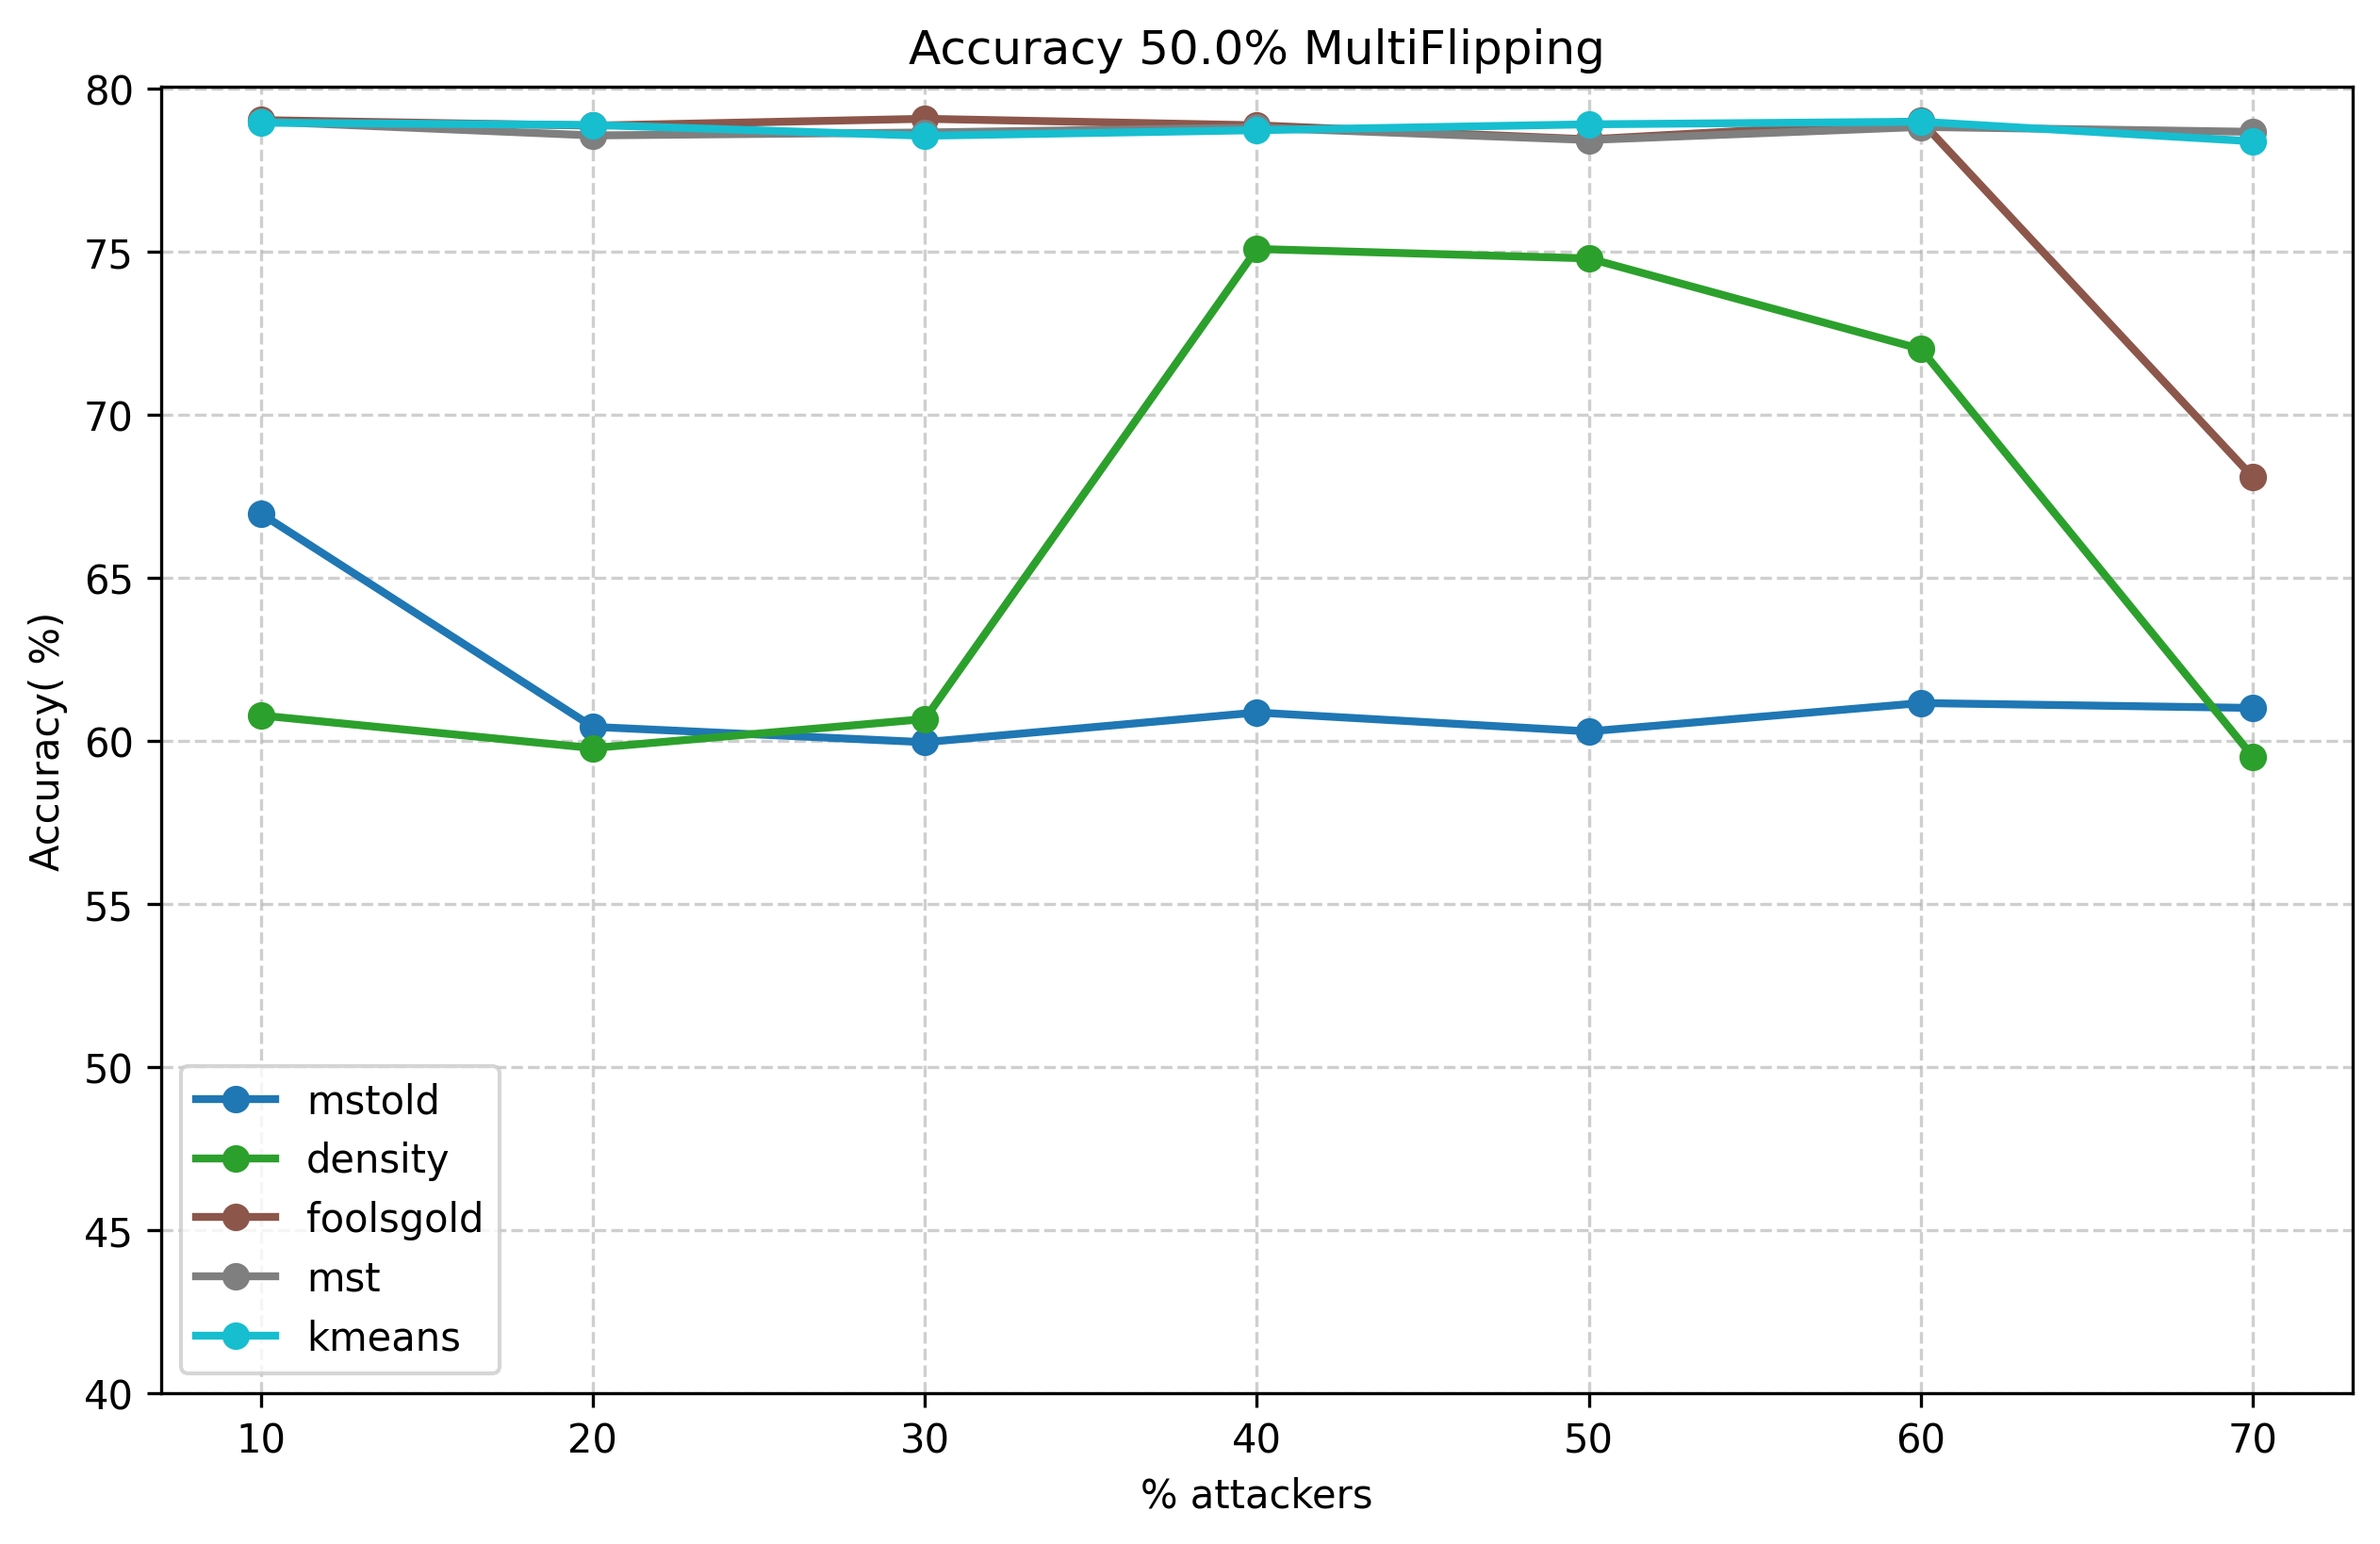 Accuracy 50.0% MultiFlipping
80
75
70
65
60
55
50
45
40
Accuracy( %)
mstold
density
foolsgold
mst
kmeans
10 20 30 40 50 60 70
% attackers